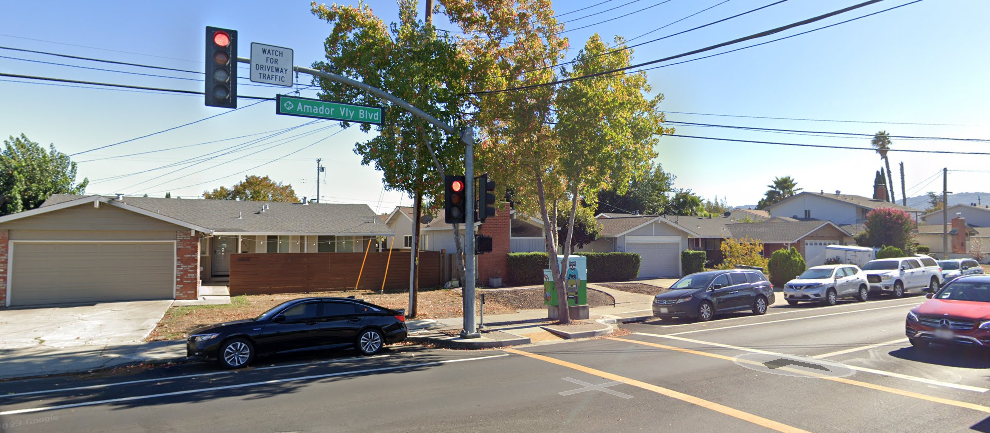 WATCH
FOR
DRIVEWAY
TRAFFIC
Amador Vly Blvd